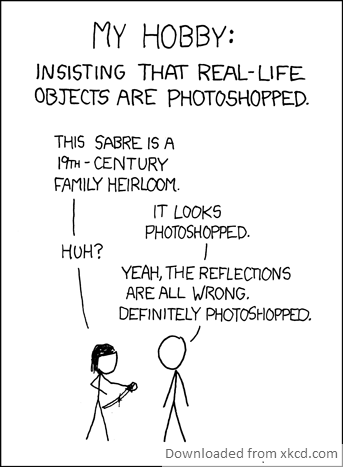 MY HOBBY:
INSISTING THAT REAL-LIFE
OBJECTS ARE PHOTOSHOPPED.
THIS SABRE IS A
19TH-CENTURY
FAMILY HEIRLOOM.
IT LOOKS
PHOTOSHOPPED.
HUH?
YEAH, THE REFLECTIONS
ARE ALL WRONG.
DEFINITELY PHOTOSHOPPED.
Downloaded from xkcd.com